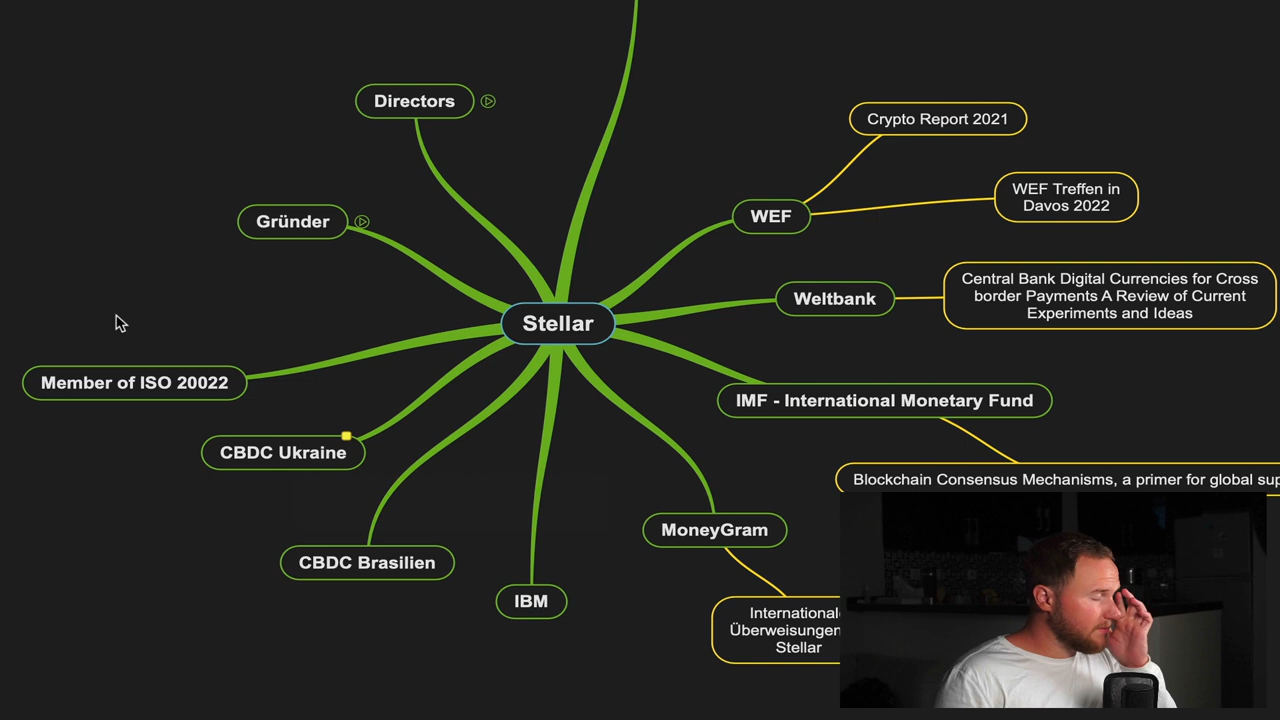 Directors
Crypto Report 2021
WEF Treffen in
Davos 2022
Gründer
WEF
Central Bank Digital Currencies for Cross
border Payments A Review of Current
Experiments and Ideas
Weltbank
Stellar
Member of ISO 20022
IMF - International Monetary Fund
CBDC Ukraine
Blockchain Consensus Mechanisms, a primer for global
MoneyGram
CBDC Brasilien
IBM
International
Überweisungen
Stellar